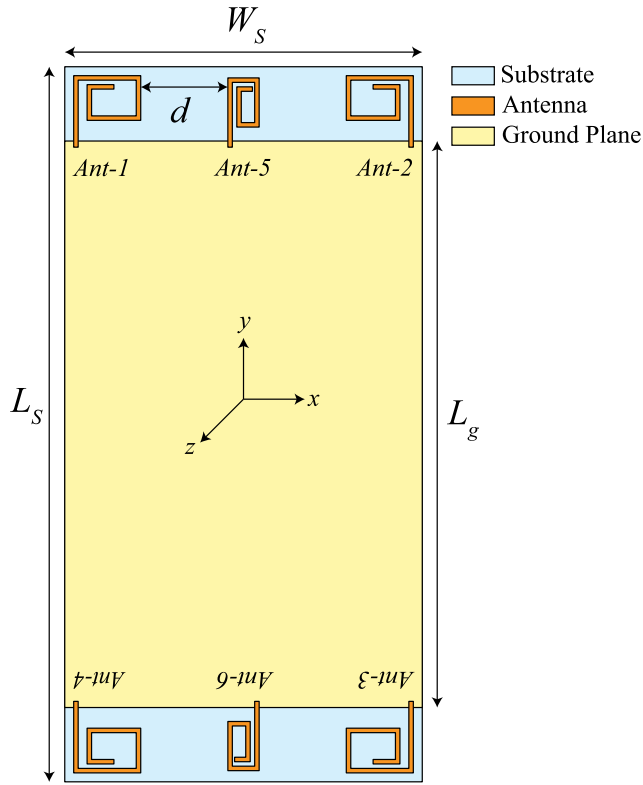 W_S
Substrate
Antenna
Ground Plane
d
Ant-1
Ant-5
Ant-2
y
x
z
L_S
L_g
Ant-4
Ant-6
Ant-3